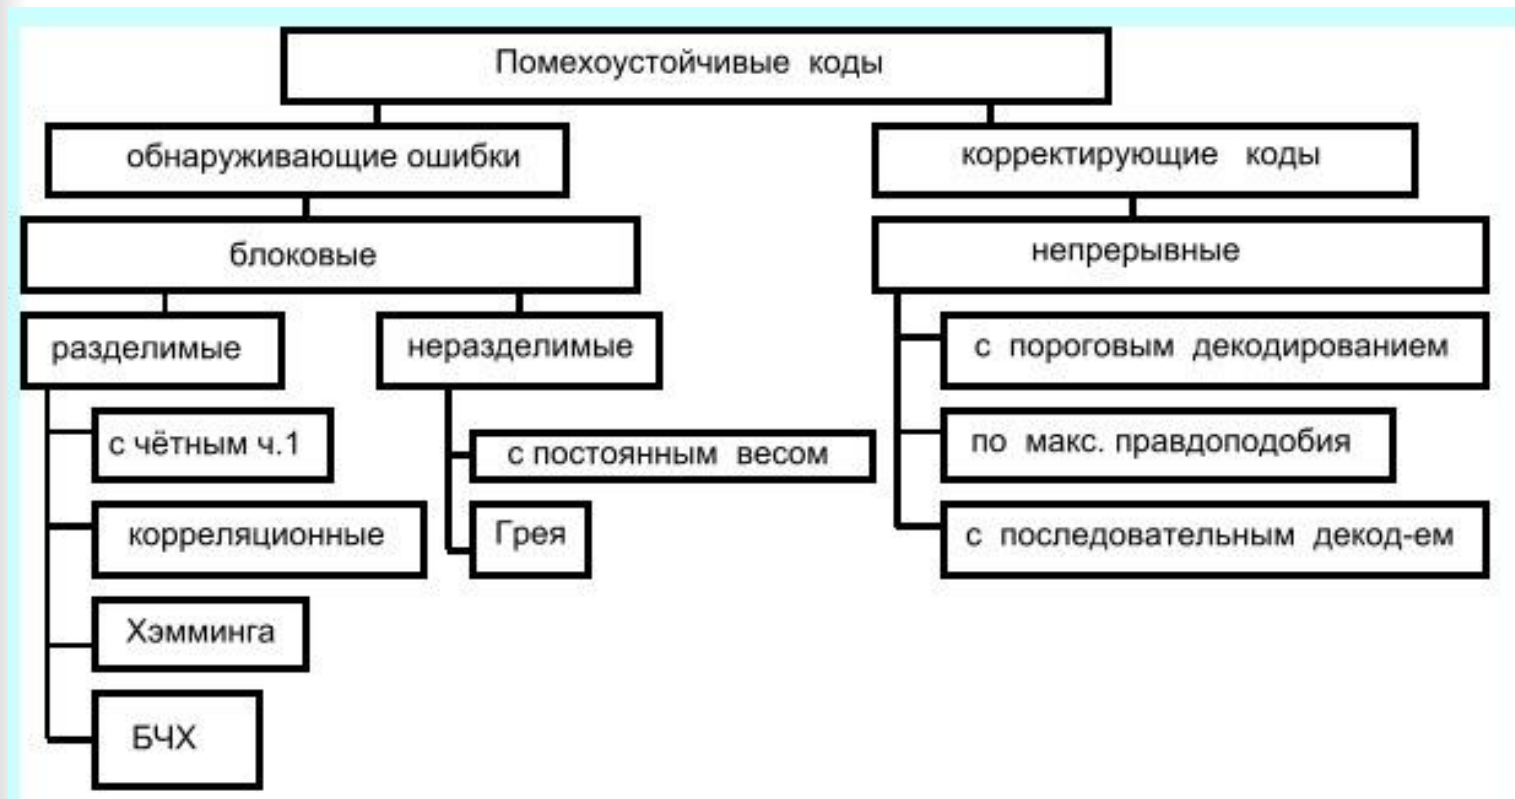 Помехоустойчивые коды
обнаруживающие ошибки
корректирующие коды
блоковые
непрерывные
разделимые
неразделимые
с пороговым декодированием
с чётным ч.1
с постоянным весом
по макс. правдоподобия
корреляционные
Грея
с последовательным декод-ем
Хэмминга
БЧХ